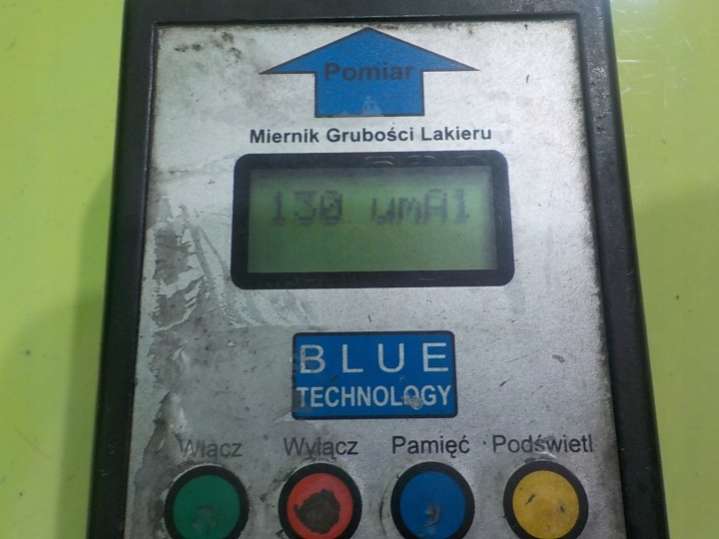 Pomiar
Miernik Grubości Lakieru
130 umAl
BLUE
TECHNOLOGY
Włącz Wyłącz Pamięć Podświetl